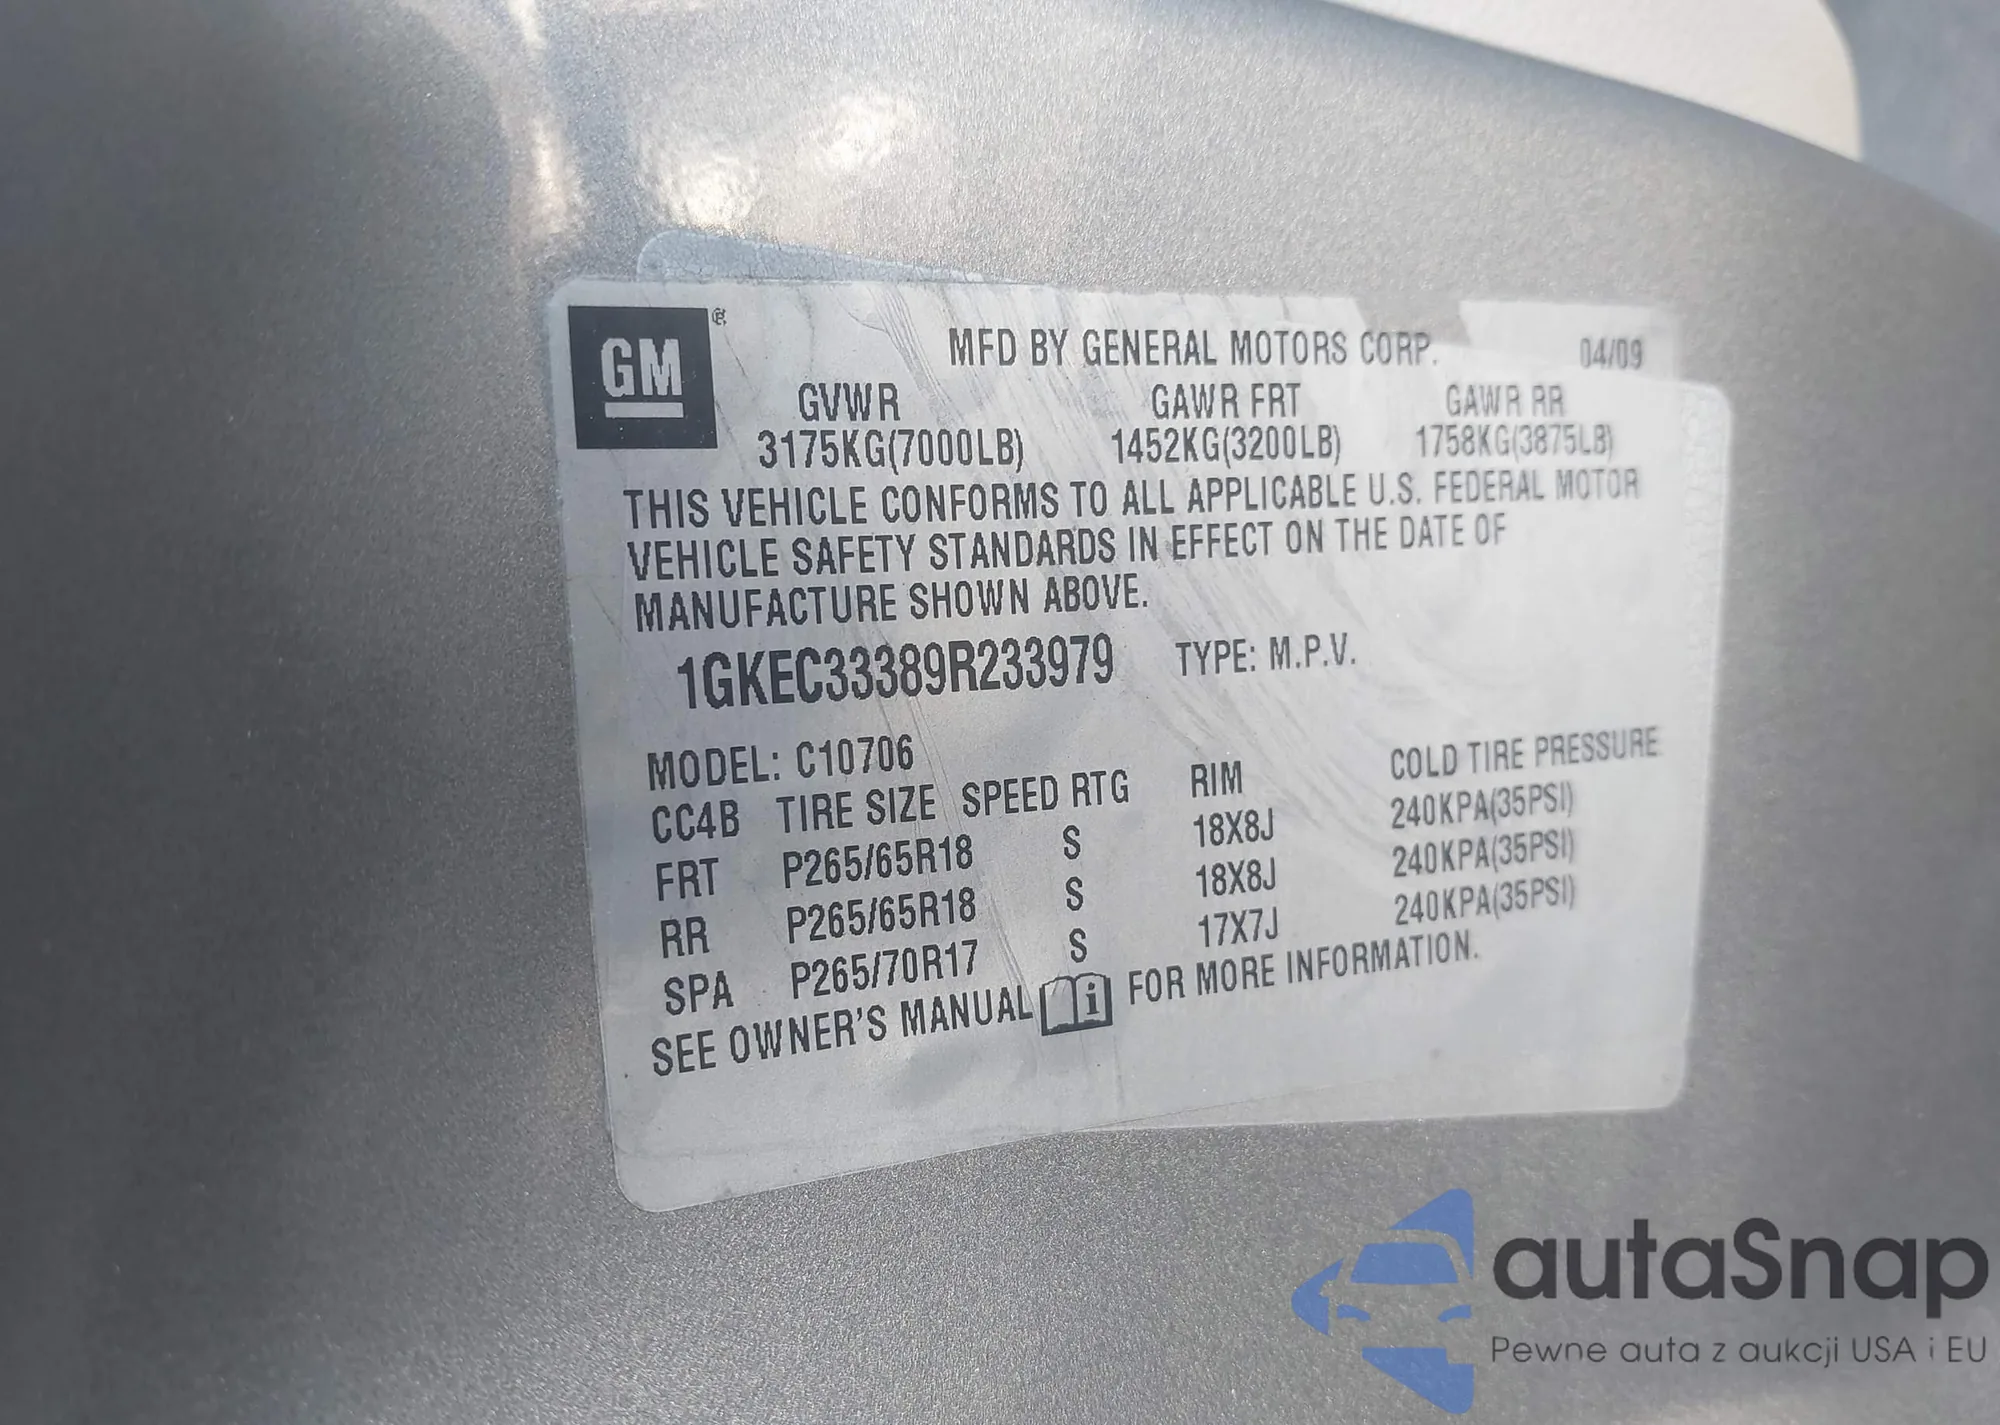 GM
MFD BY GENERAL MOTORS CORP. 04/09
GVWR GAWR FRT GAWR RR
3175KG(7000LB) 1452KG(3200LB) 1758KG(3875LB)
THIS VEHICLE CONFORMS TO ALL APPLICABLE U.S. FEDERAL MOTOR
VEHICLE SAFETY STANDARDS IN EFFECT ON THE DATE OF
MANUFACTURE SHOWN ABOVE.
1GKEC33389R233979 TYPE: M.P.V.
MODEL: C10706
CC4B TIRE SIZE SPEED RTG RIM COLD TIRE PRESSURE
FRT P265/65R18 S 18X8J 240KPA(35PSI)
RR P265/65R18 S 18X8J 240KPA(35PSI)
SPA P265/70R17 S 17X7J 240KPA(35PSI)
SEE OWNER'S MANUAL i FOR MORE INFORMATION.
autaSnap
Pewne auta z aukcji USA i EU